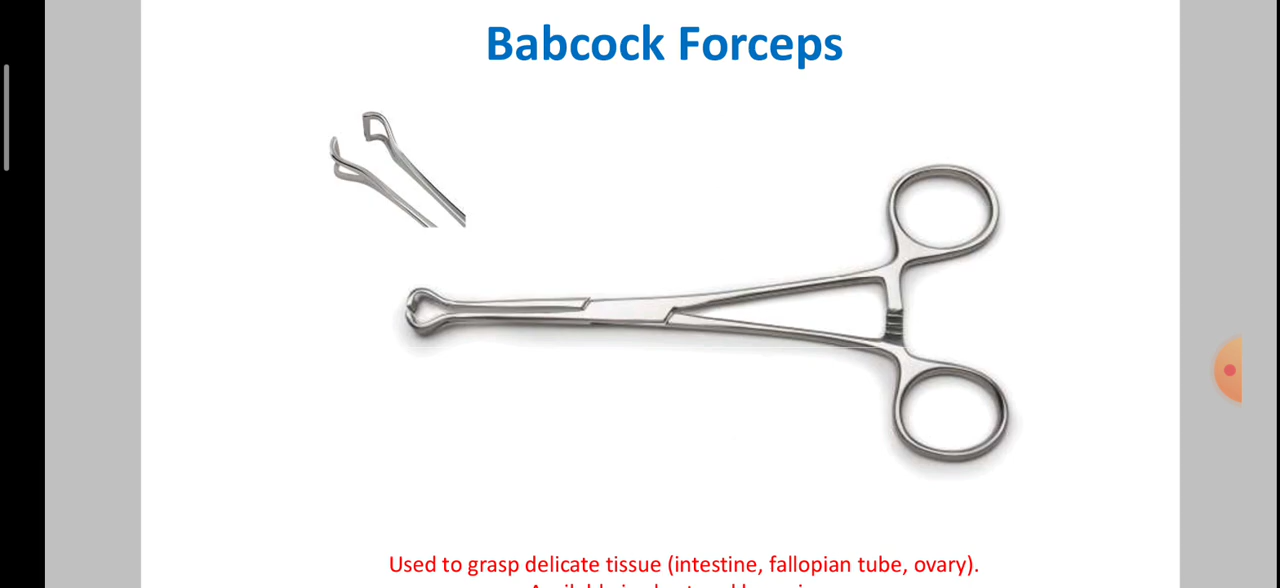 Babcock Forceps
Used to grasp delicate tissue (intestine, fallopian tube, ovary).